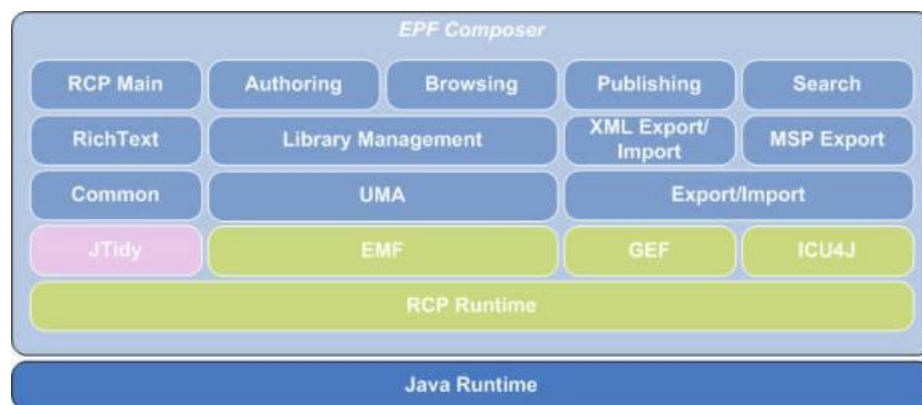 EPF Composer
RCP Main
Authoring
Browsing
Publishing
Search
RichText
Library Management
XML Export/
Import
MSP Export
Common
UMA
Export/Import
JTidy
EMF
GEF
ICU4J
RCP Runtime
Java Runtime